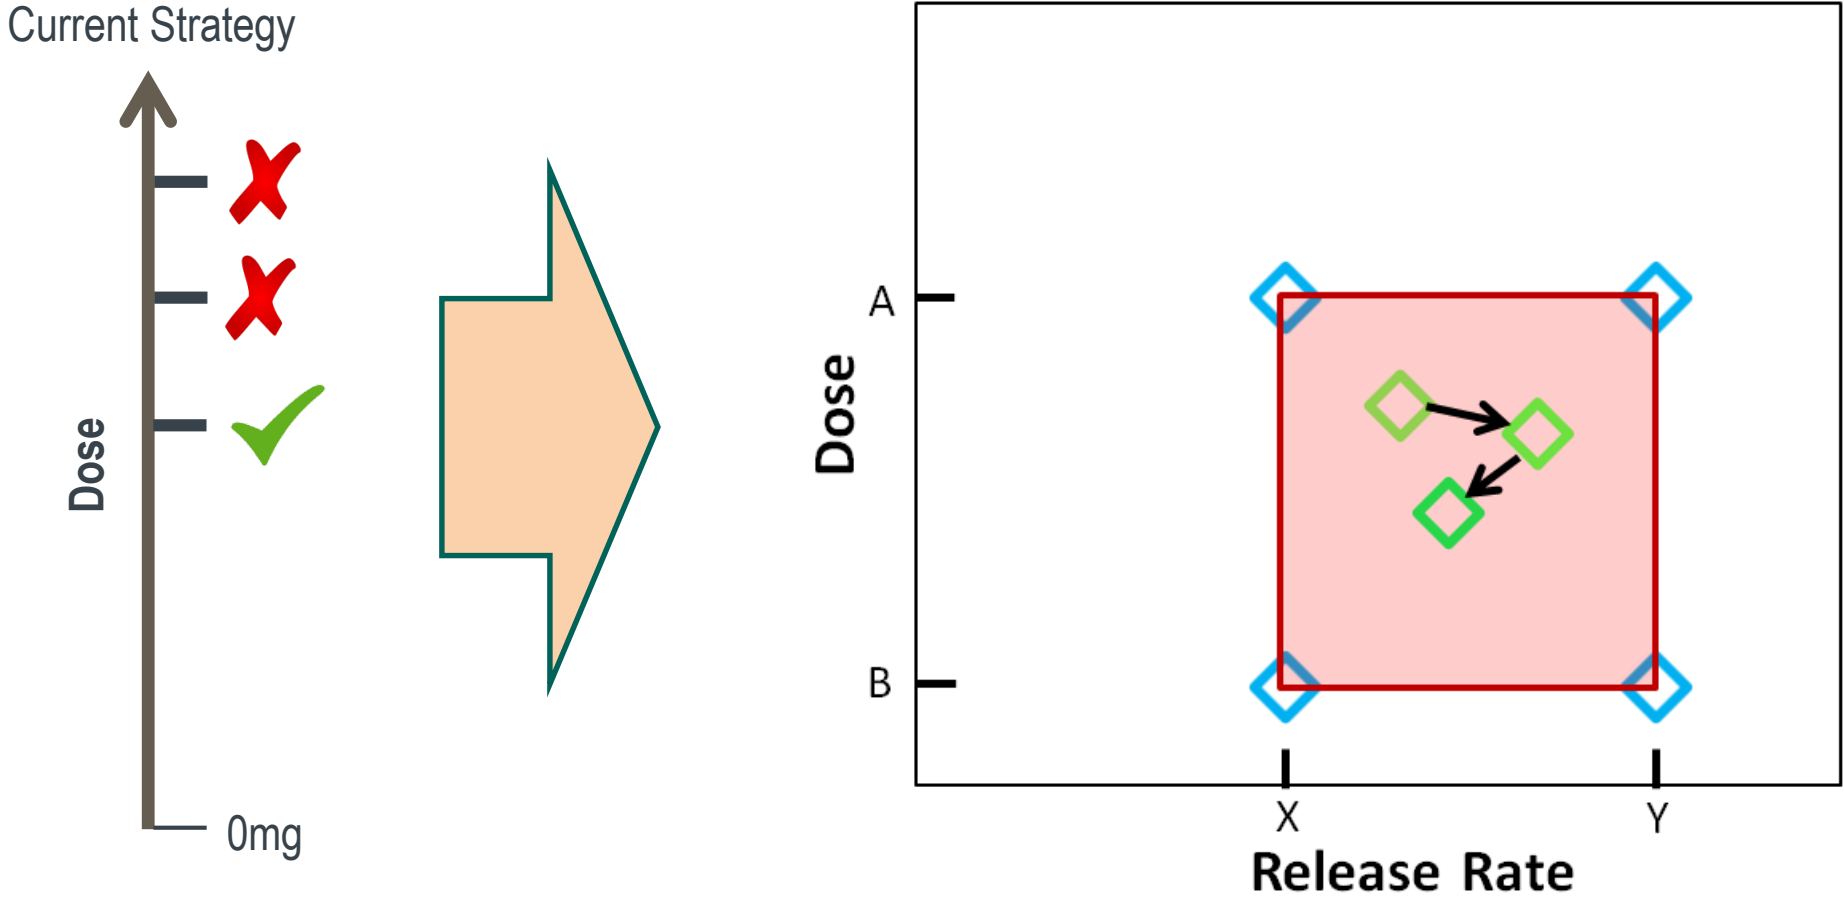 Current Strategy
Dose
0mg
A
Dose
B
X
Y
Release Rate